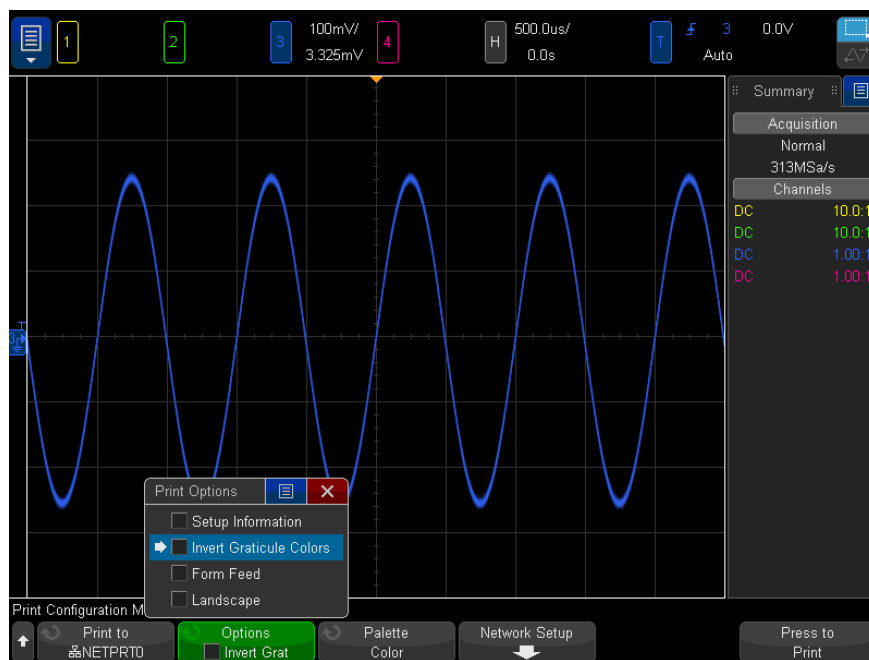 1
2
3
100mV/
3.325mV
4
H
500.0us/
0.0s
T
3
0.0V
Auto
Summary
Acquisition
Normal
313MSa/s
Channels
DC 10.0:1
DC 10.0:1
DC 1.00:1
DC 1.00:1
T
3
Print Options
Setup Information
Invert Graticule Colors
Form Feed
Landscape
Print Configuration M
Print to
NETPRT0
Options
Invert Grat
Palette
Color
Network Setup
Press to
Print